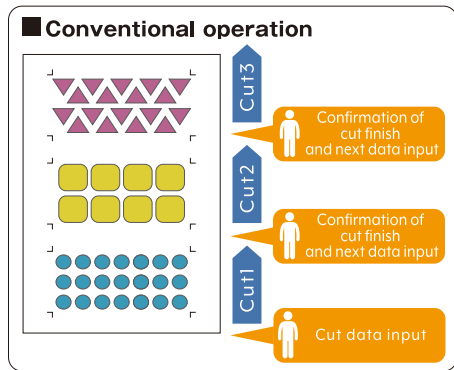 ■ Conventional operation
Cut3
Confirmation of
cut finish
and next data input
Cut2
Confirmation of
cut finish
and next data input
Cut1
Cut data input